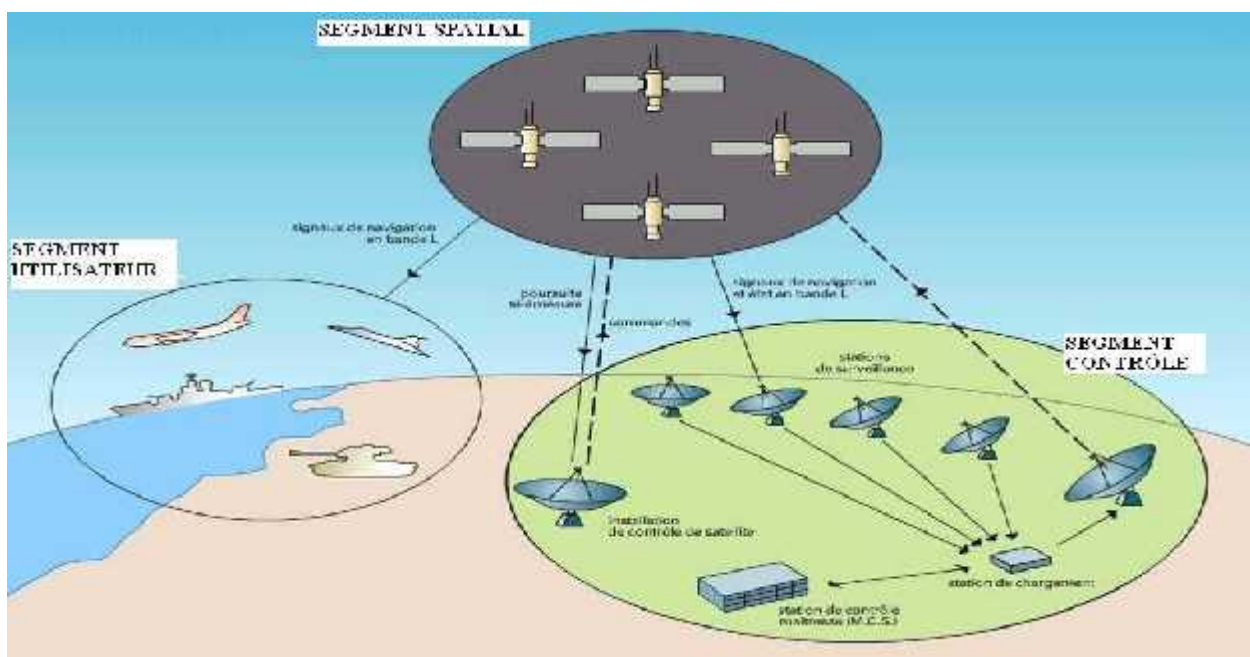 SEGMENT SPATIAL
signaux de navigation
en bande L
SEGMENT
UTILISATEUR
poursuite
télémesure
commandes
signaux de navigation
et état en bande L
SEGMENT
CONTRÔLE
stations
de surveillance
installation
de contrôle de satellite
station de chargement
station de contrôle
maîtresse (M.C.S.)